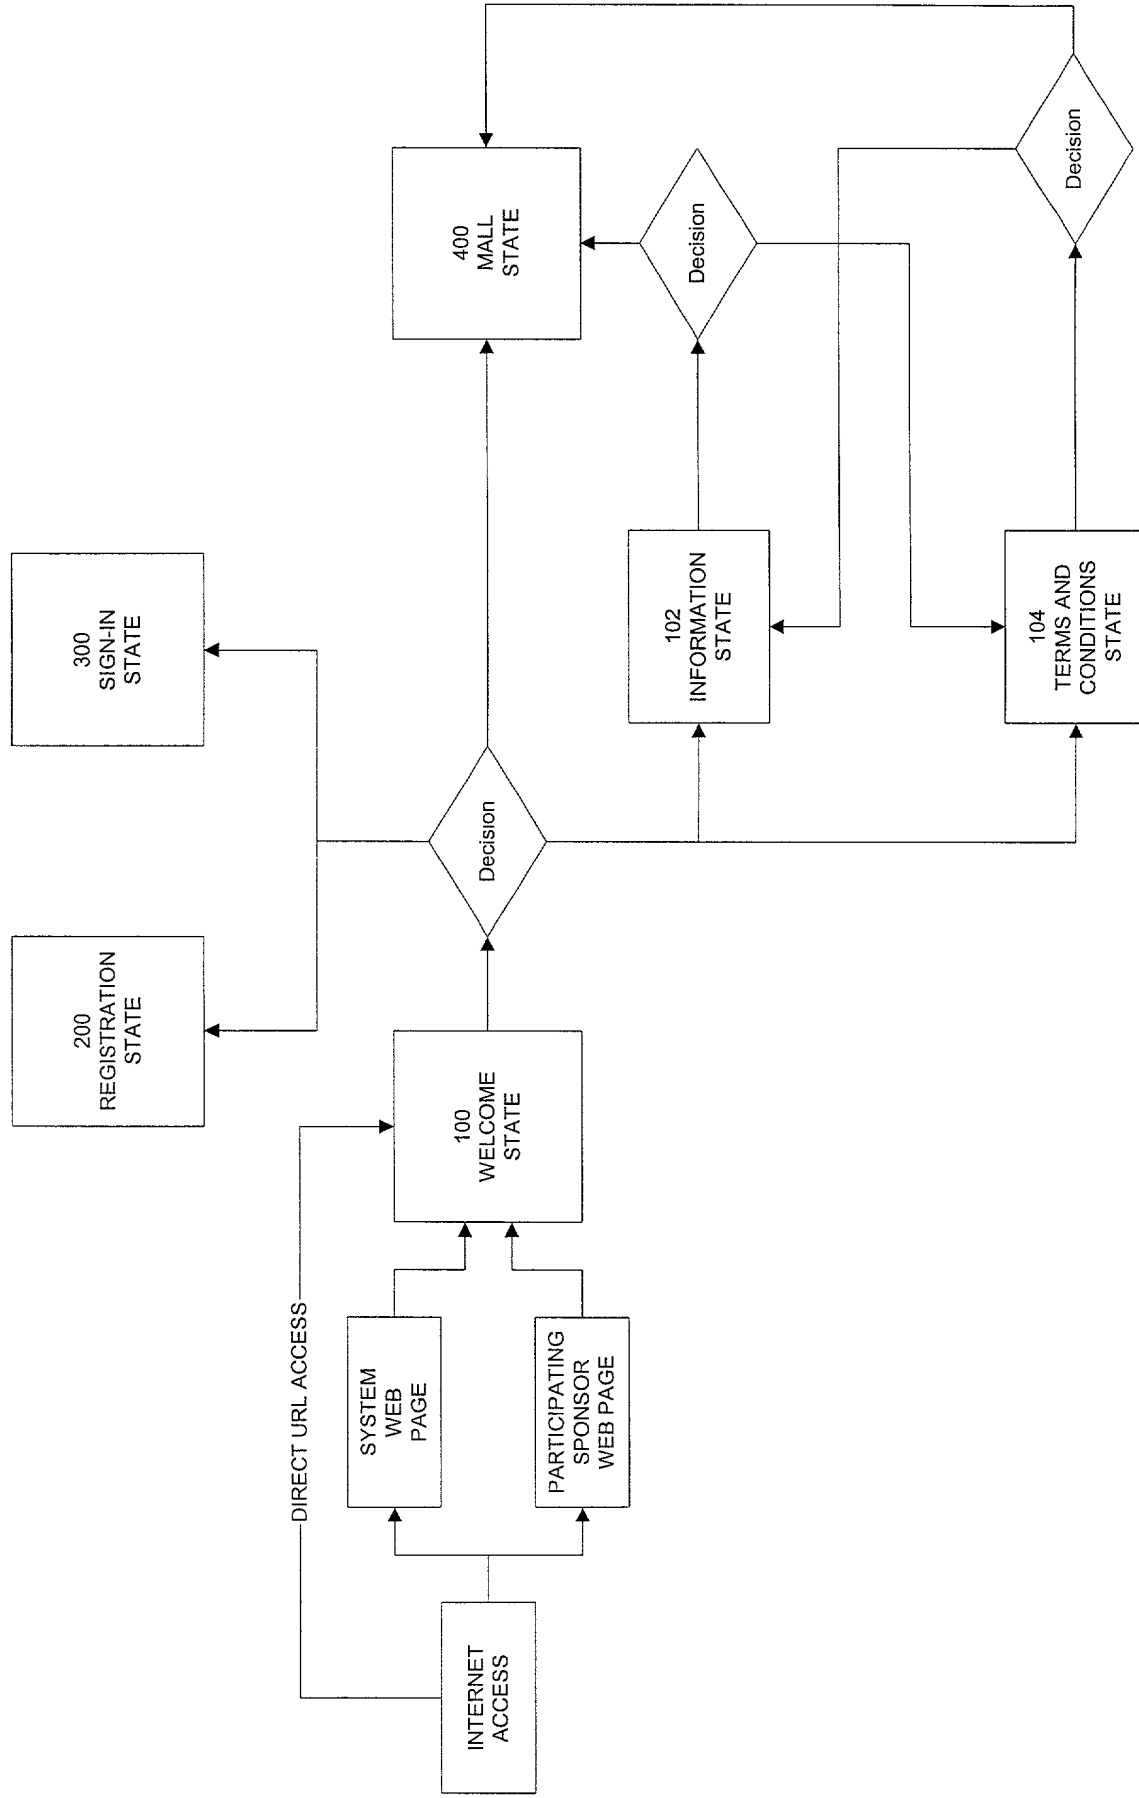 INTERNET
ACCESS
DIRECT URL ACCESS
SYSTEM
WEB
PAGE
PARTICIPATING
SPONSOR
WEB PAGE
100
WELCOME
STATE
200
REGISTRATION
STATE
Decision
300
SIGN-IN
STATE
102
INFORMATION
STATE
104
TERMS AND
CONDITIONS
STATE
400
MALL
STATE
Decision
Decision